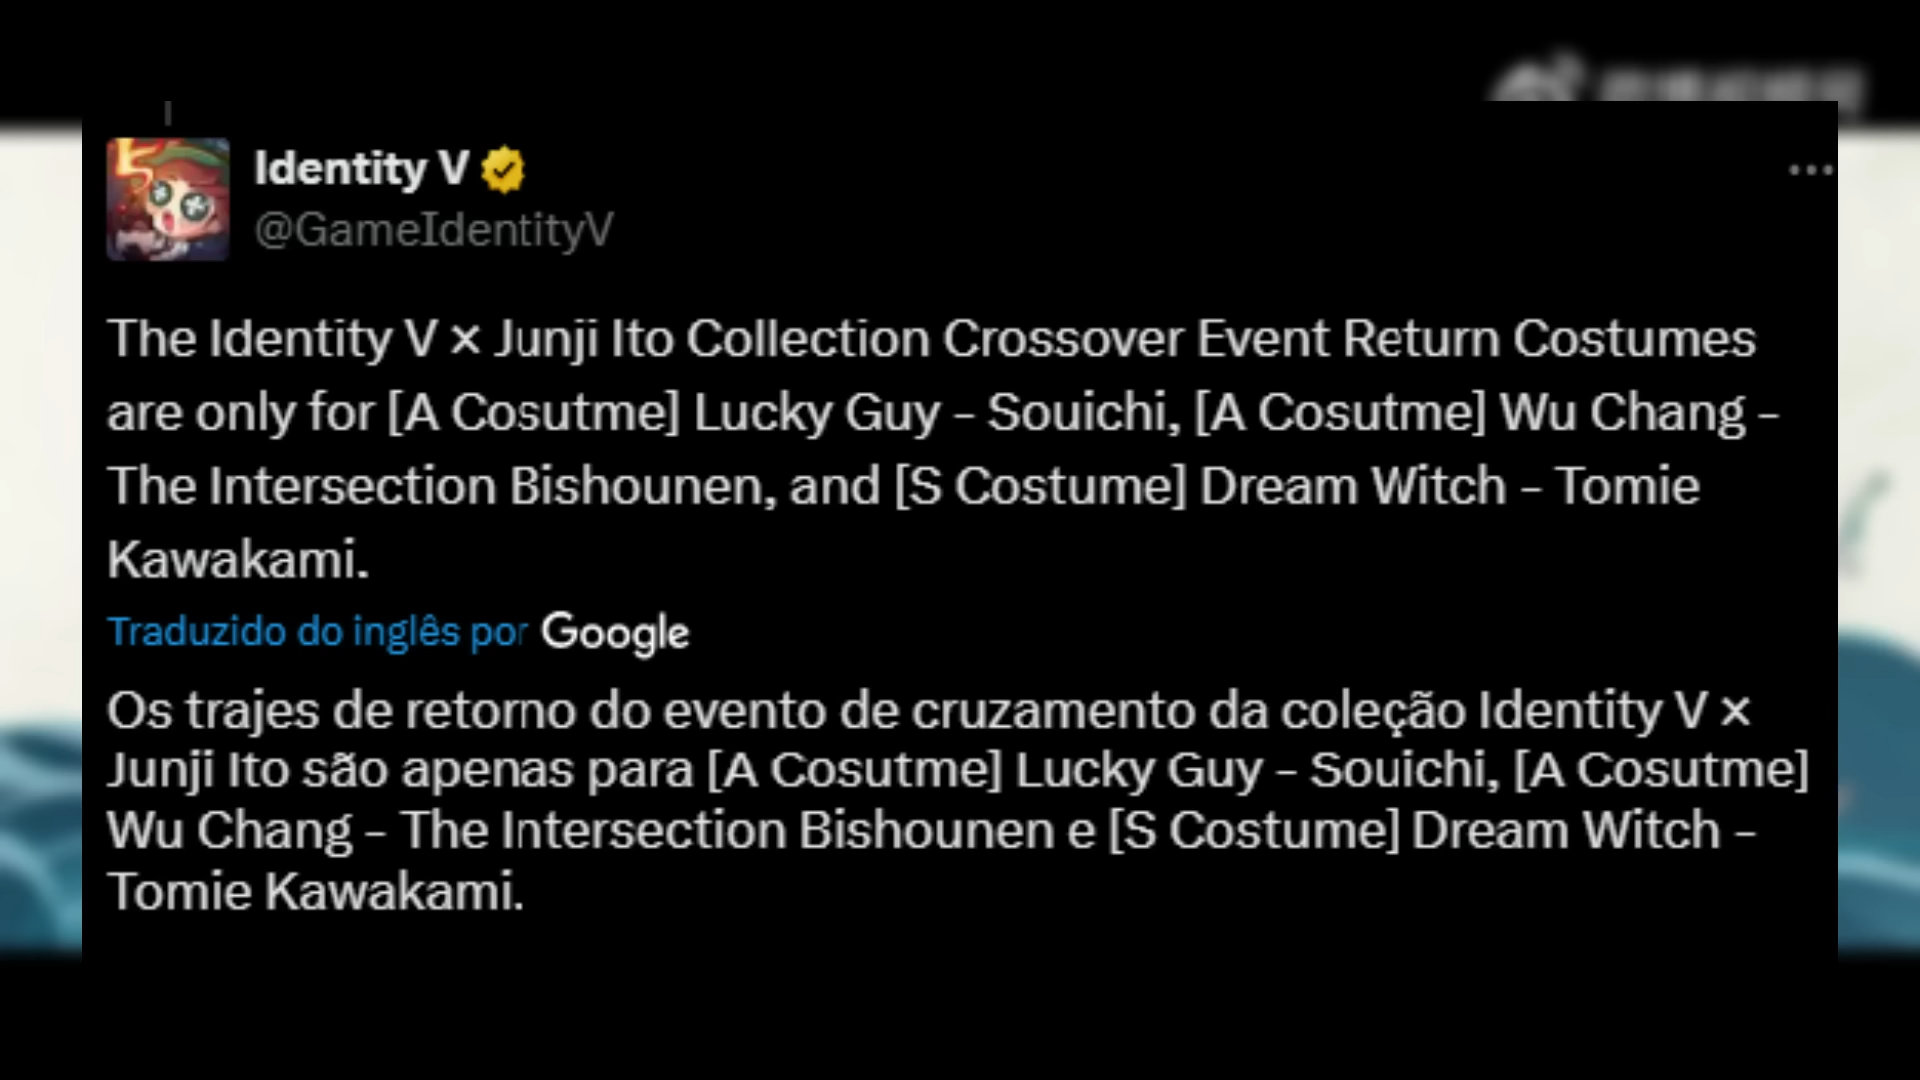 Identity V
@GameIdentityV
The Identity V × Junji Ito Collection Crossover Event Return Costumes
are only for [A Cosutme] Lucky Guy – Souichi, [A Cosutme] Wu Chang –
The Intersection Bishounen, and [S Costume] Dream Witch – Tomie
Kawakami.
Traduzido do inglês por Google
Os trajes de retorno do evento de cruzamento da coleção Identity V ×
Junji Ito são apenas para [A Cosutme] Lucky Guy – Souichi, [A Cosutme]
Wu Chang – The Intersection Bishounen e [S Costume] Dream Witch –
Tomie Kawakami.